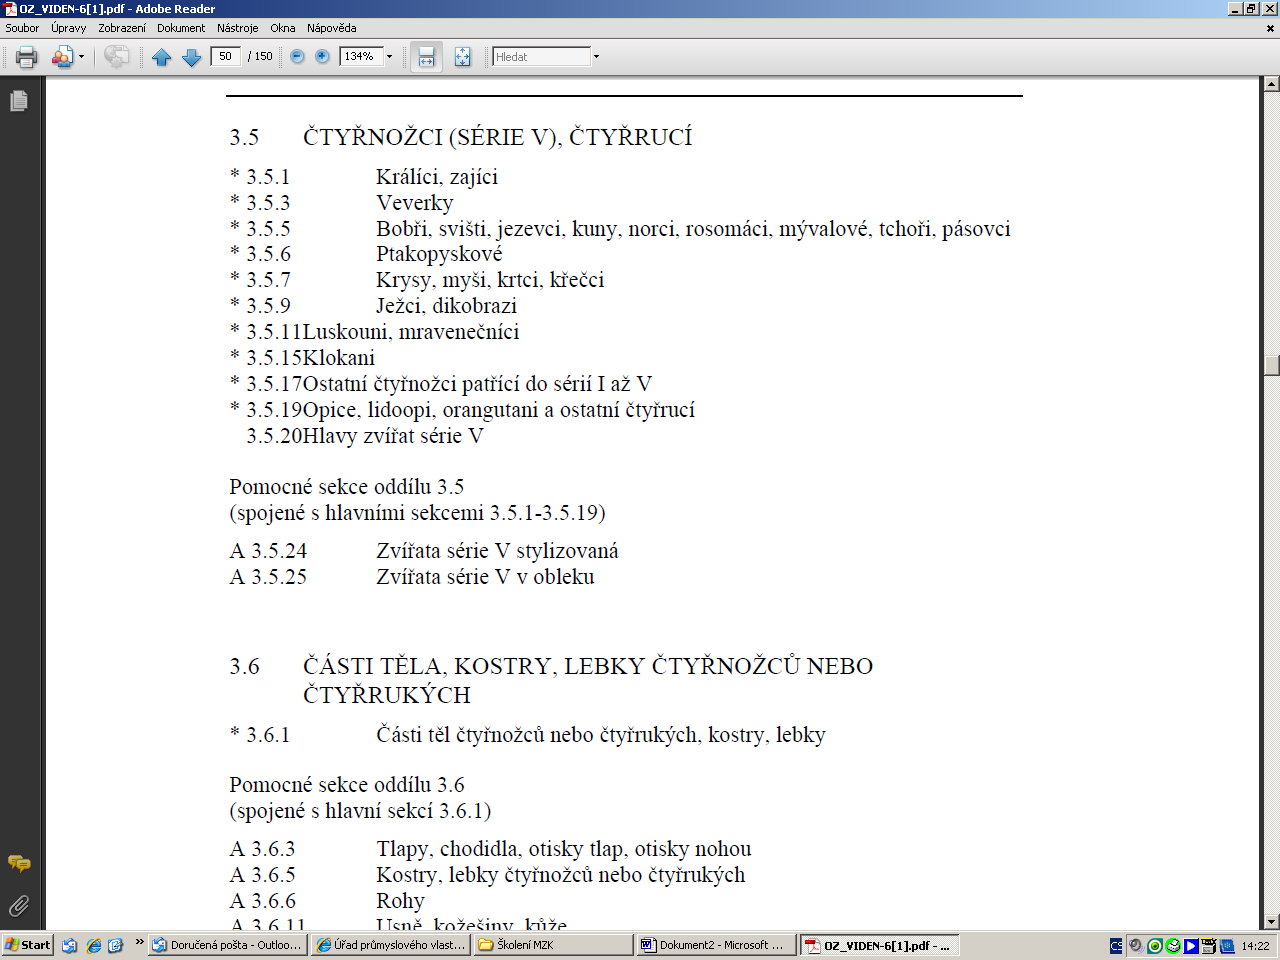 OZ_VIDEN-6[1].pdf - Adobe Reader
Soubor Úpravy Zobrazení Dokument Nástroje Okna Nápověda
50 / 150 134% Hledat
3.5 ČTYŘNOŽCI (SÉRIE V), ČTYŘRUCÍ
* 3.5.1 Králíci, zajíci
* 3.5.3 Veverky
* 3.5.5 Bobři, svišti, jezevci, kuny, norci, rosomáci, mývalové, tchoři, pásovci
* 3.5.6 Ptakopyskové
* 3.5.7 Krysy, myši, krtci, křečci
* 3.5.9 Ježci, dikobrazi
* 3.5.11Luskouni, mravenečníci
* 3.5.15Klokani
* 3.5.17Ostatní čtyřnožci patřící do sérií I až V
* 3.5.19Opice, lidoopi, orangutani a ostatní čtyřrucí
3.5.20Hlavy zvířat série V
Pomocné sekce oddílu 3.5
(spojené s hlavními sekcemi 3.5.1-3.5.19)
A 3.5.24 Zvířata série V stylizovaná
A 3.5.25 Zvířata série V v obleku
3.6 ČÁSTI TĚLA, KOSTRY, LEBKY ČTYŘNOŽCŮ NEBO
ČTYŘRUKÝCH
* 3.6.1 Části těl čtyřnožců nebo čtyřrukých, kostry, lebky
Pomocné sekce oddílu 3.6
(spojené s hlavní sekcí 3.6.1)
A 3.6.3 Tlapy, chodidla, otisky tlap, otisky nohou
A 3.6.5 Kostry, lebky čtyřnožců nebo čtyřrukých
A 3.6.6 Rohy
A 3.6.11 Usně, kožešiny, kůže
Start » Doručená pošta - Outloo... Úřad průmyslového vlast... Školení MZK Dokument2 - Microsoft ... OZ_VIDEN-6[1].pdf - ... CS 14:22